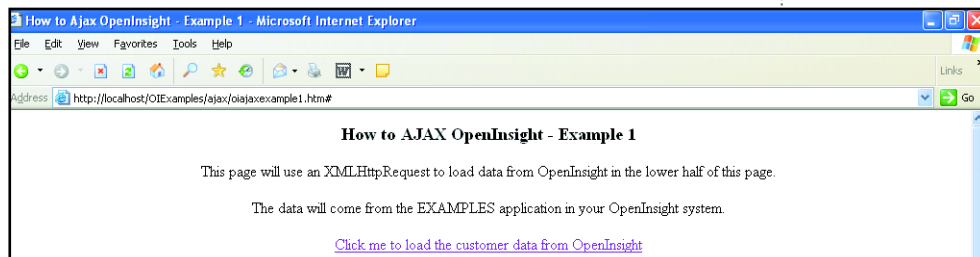 How to Ajax OpenInsight - Example 1 - Microsoft Internet Explorer
File Edit View Favorites Tools Help
Links
Address http://localhost/OIExamples/ajax/oiajaxexample1.htm# Go
How to AJAX OpenInsight - Example 1
This page will use an XMLHttpRequest to load data from OpenInsight in the lower half of this page.
The data will come from the EXAMPLES application in your OpenInsight system.
Click me to load the customer data from OpenInsight